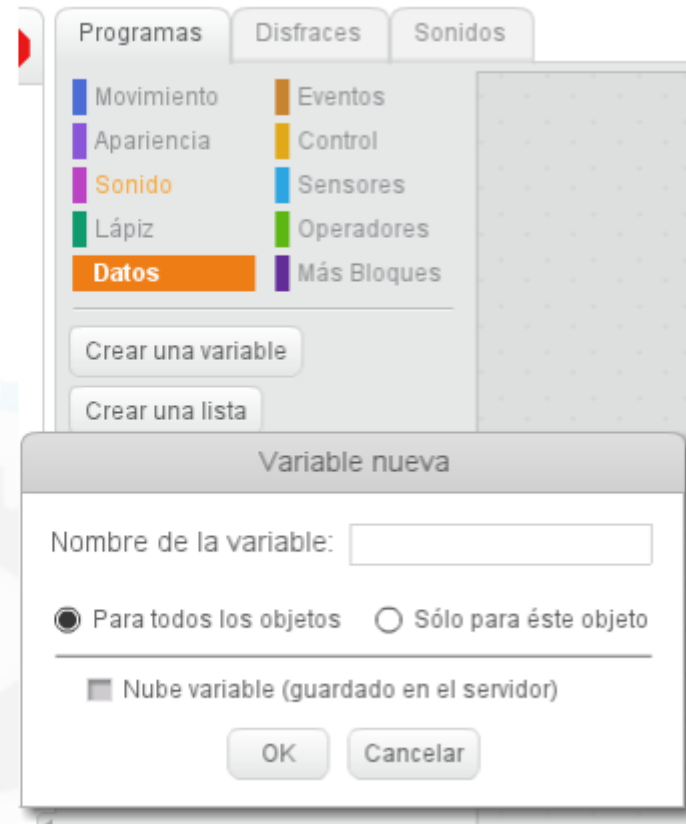 Programas Disfraces Sonidos
Movimiento Eventos
Apariencia Control
Sonido Sensores
Lápiz Operadores
Datos Más Bloques
Crear una variable
Crear una lista
Variable nueva
Nombre de la variable:
Para todos los objetos Sólo para éste objeto
Nube variable (guardado en el servidor)
OK Cancelar